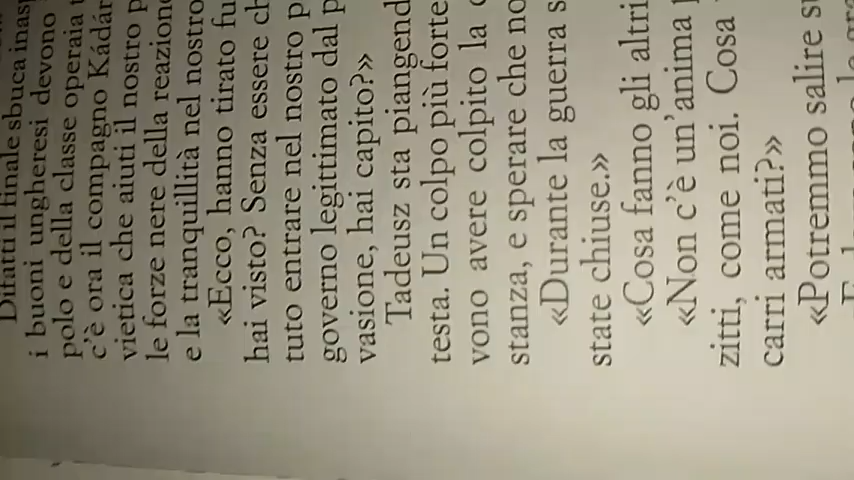 Difatti il finale sbuca inas
i buoni ungheresi devono
polo e della classe operaia
c'è ora il compagno Kádár
vietica che aiuti il nostro p
le forze nere della reazion
e la tranquillità nel nostro
«Ecco, hanno tirato fu
hai visto? Senza essere ch
tuto entrare nel nostro p
governo legittimato dal p
vasione, hai capito?»
Tadeusz sta piangend
testa. Un colpo più forte
vono avere colpito la
stanza, e sperare che no
«Durante la guerra s
state chiuse.»
«Cosa fanno gli altri
«Non c'è un'anima
zitti, come noi. Cosa
carri armati?»
«Potremmo salire su